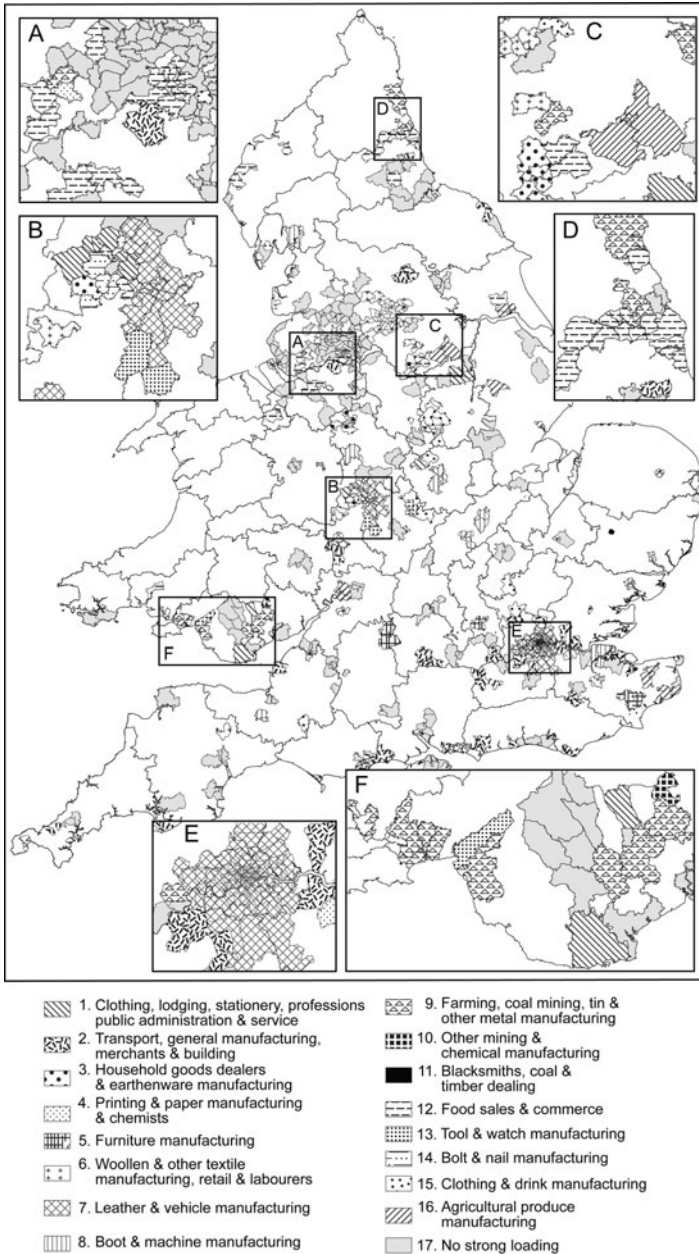 A
C
D
B
D
A
C
B
F
E
F
E
1. Clothing, lodging, stationery, professions
public administration & service
2. Transport, general manufacturing,
merchants & building
3. Household goods dealers
& earthenware manufacturing
4. Printing & paper manufacturing
& chemists
5. Furniture manufacturing
6. Woollen & other textile
manufacturing, retail & labourers
7. Leather & vehicle manufacturing
8. Boot & machine manufacturing
9. Farming, coal mining, tin &
other metal manufacturing
10. Other mining &
chemical manufacturing
11. Blacksmiths, coal &
timber dealing
12. Food sales & commerce
13. Tool & watch manufacturing
14. Bolt & nail manufacturing
15. Clothing & drink manufacturing
16. Agricultural produce
manufacturing
17. No strong loading